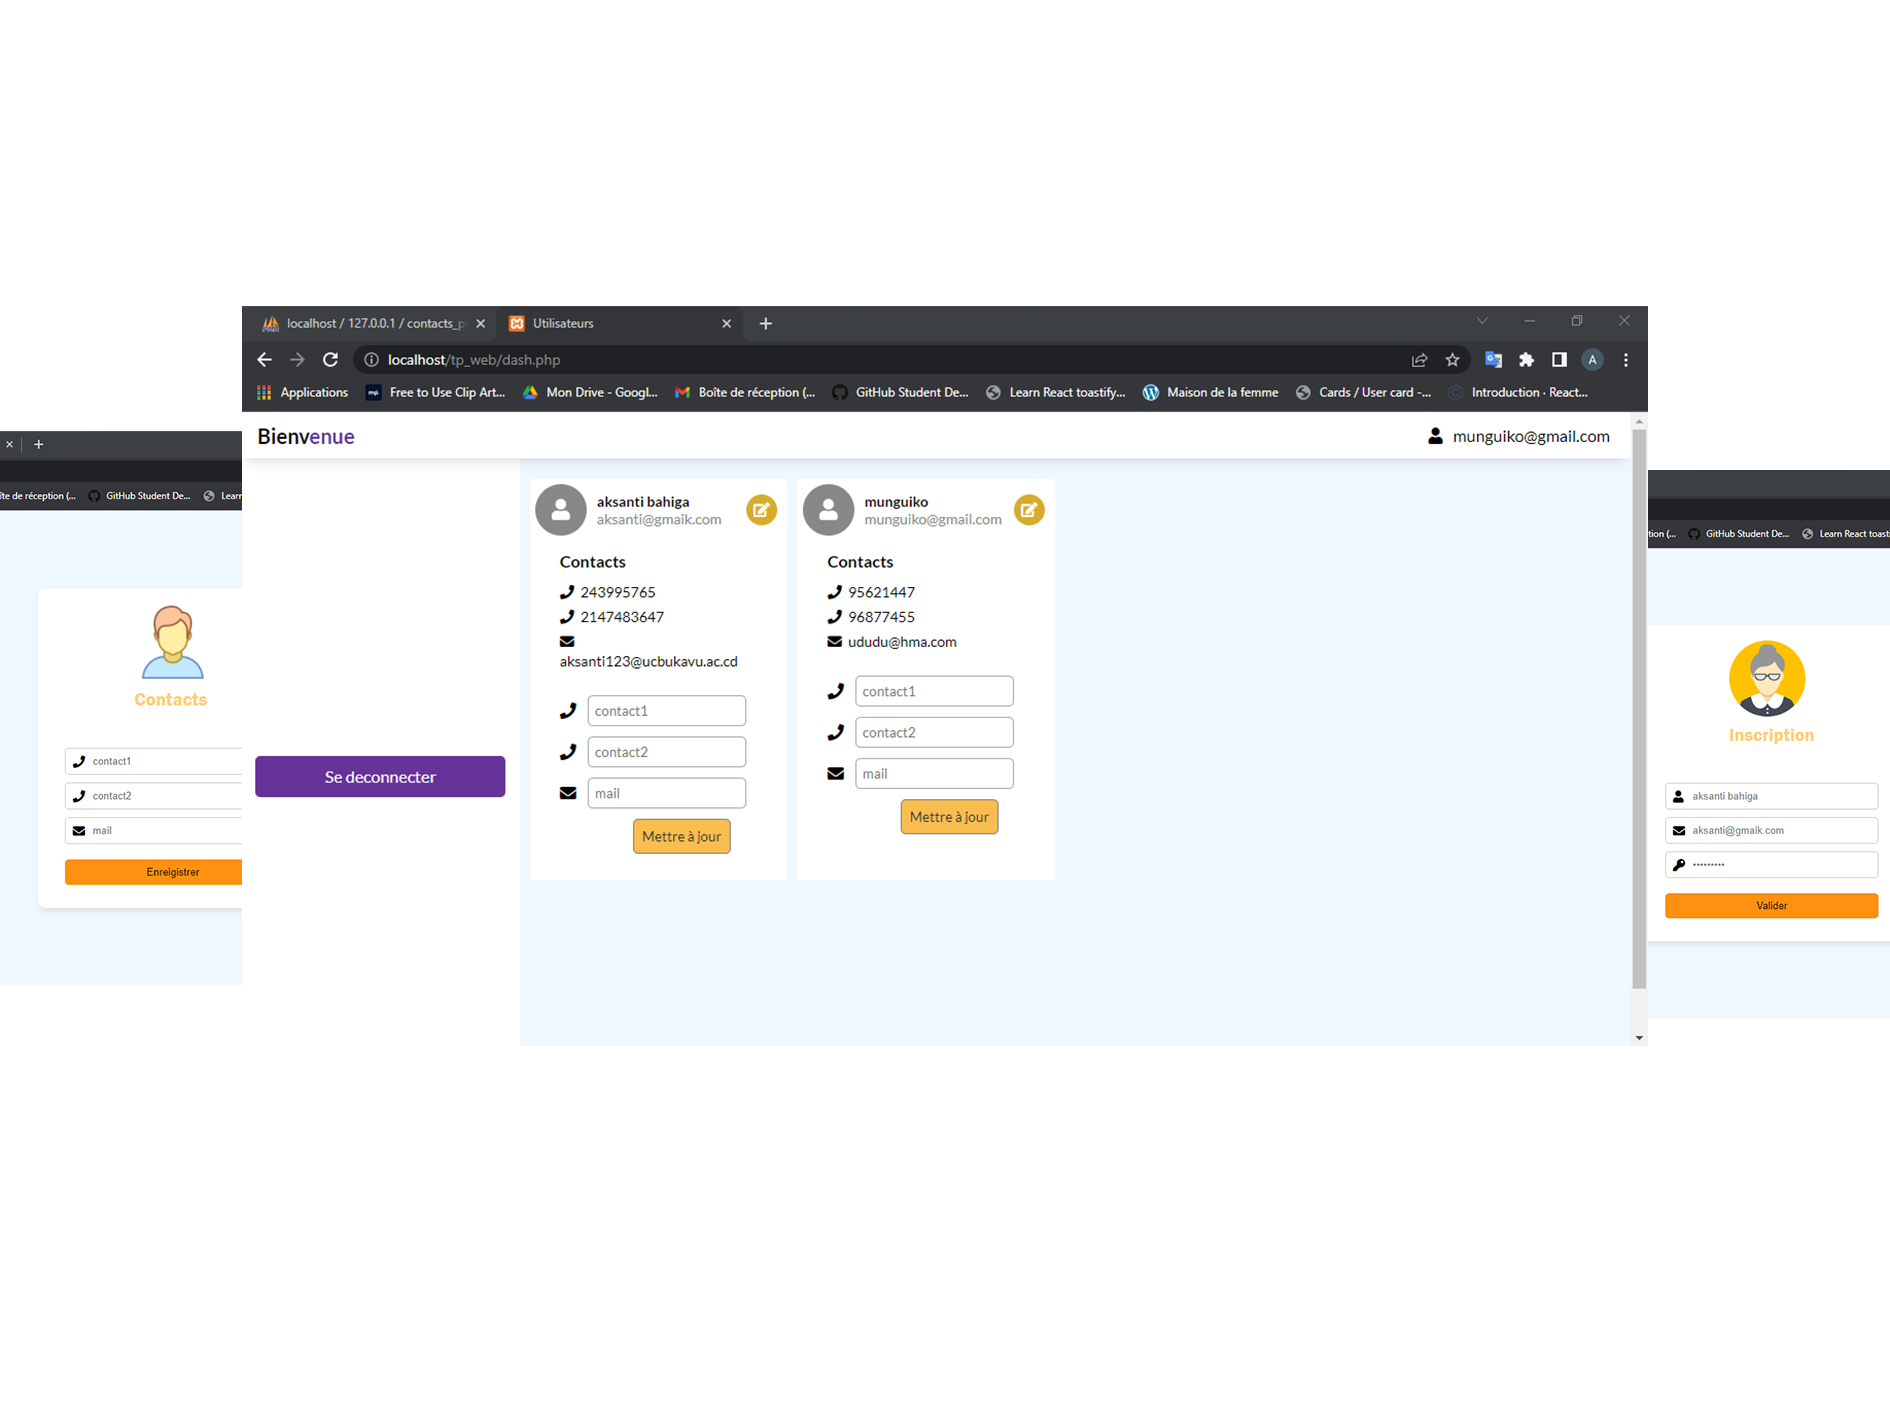 localhost / 127.0.0.1 / contacts_p
Utilisateurs
localhost/tp_web/dash.php
A
Applications
Free to Use Clip Art...
Mon Drive - Googl...
Boîte de réception (...
GitHub Student De...
Learn React toastify...
Maison de la femme
Cards / User card -...
Introduction · React...
Bienvenue
munguiko@gmail.com
Se deconnecter
aksanti bahiga
aksanti@gmaik.com
Contacts
243995765
2147483647
aksanti123@ucbukavu.ac.cd
contact1
contact2
mail
Mettre à jour
munguiko
munguiko@gmail.com
Contacts
95621447
96877455
ududu@hma.com
contact1
contact2
mail
Mettre à jour
îte de réception (...
GitHub Student De...
Learn
Contacts
contact1
contact2
mail
Enreigistrer
tion (...
GitHub Student De...
Learn React toast
Inscription
aksanti bahiga
aksanti@gmaik.com
Valider